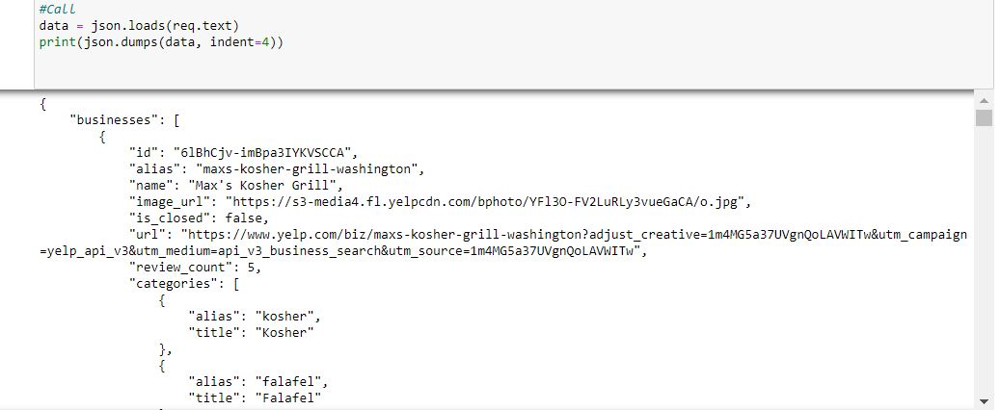 #Call
data = json.loads(req.text)
print(json.dumps(data, indent=4))
{
    "businesses": [
        {
            "id": "6lBhCjv-imBpa3IYKVSCCA",
            "alias": "maxs-kosher-grill-washington",
            "name": "Max's Kosher Grill",
            "image_url": "https://s3-media4.fl.yelpcdn.com/bphoto/YFl3O-FV2LuRLy3vueGaCA/o.jpg",
            "is_closed": false,
            "url": "https://www.yelp.com/biz/maxs-kosher-grill-washington?adjust_creative=1m4MG5a37UVgnQoLAVWITw&utm_campaign
=yelp_api_v3&utm_medium=api_v3_business_search&utm_source=1m4MG5a37UVgnQoLAVWITw",
            "review_count": 5,
            "categories": [
                {
                    "alias": "kosher",
                    "title": "Kosher"
                },
                {
                    "alias": "falafel",
                    "title": "Falafel"